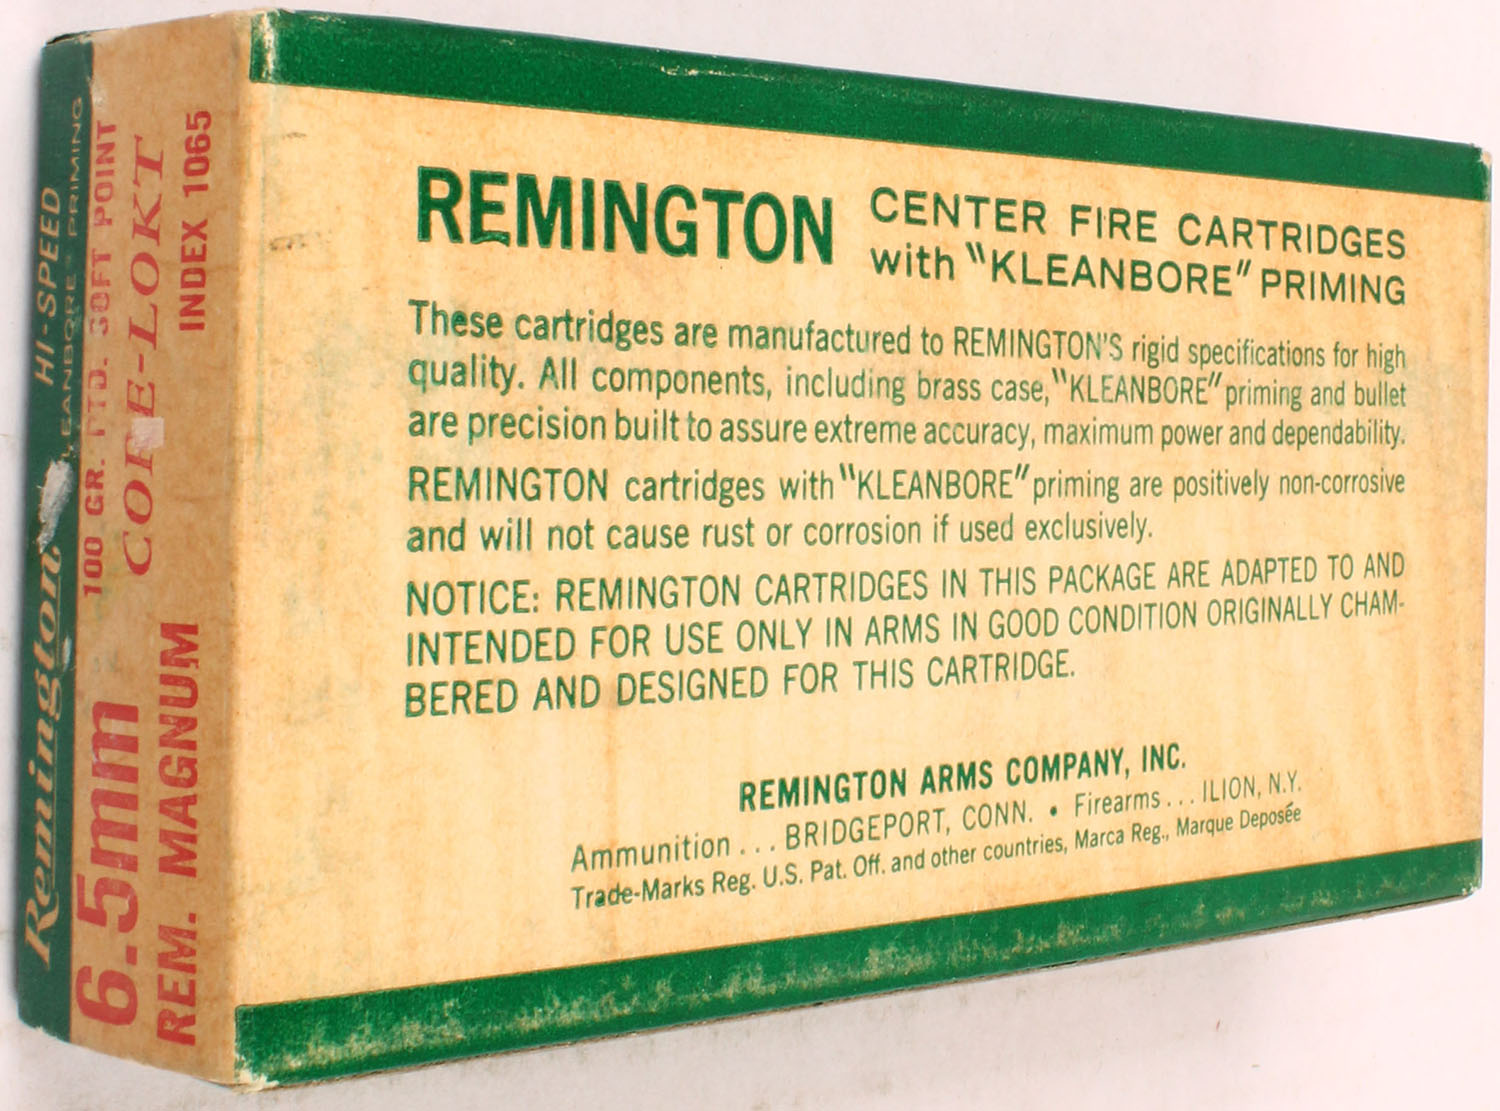 Remington HI-SPEED
KLEANBORE PRIMING
100 GR. PTD. SOFT POINT
CORE-LOKT
6.5mm
REM. MAGNUM INDEX 1065
REMINGTON CENTER FIRE CARTRIDGES
with "KLEANBORE" PRIMING
These cartridges are manufactured to REMINGTON'S rigid specifications for high
quality. All components, including brass case, "KLEANBORE" priming and bullet
are precision built to assure extreme accuracy, maximum power and dependability.
REMINGTON cartridges with "KLEANBORE" priming are positively non-corrosive
and will not cause rust or corrosion if used exclusively.
NOTICE: REMINGTON CARTRIDGES IN THIS PACKAGE ARE ADAPTED TO AND
INTENDED FOR USE ONLY IN ARMS IN GOOD CONDITION ORIGINALLY CHAM-
BERED AND DESIGNED FOR THIS CARTRIDGE.
REMINGTON ARMS COMPANY, INC.
Ammunition . . . BRIDGEPORT, CONN. • Firearms . . . ILION, N.Y.
Trade-Marks Reg. U.S. Pat. Off. and other countries, Marca Reg., Marque Deposée